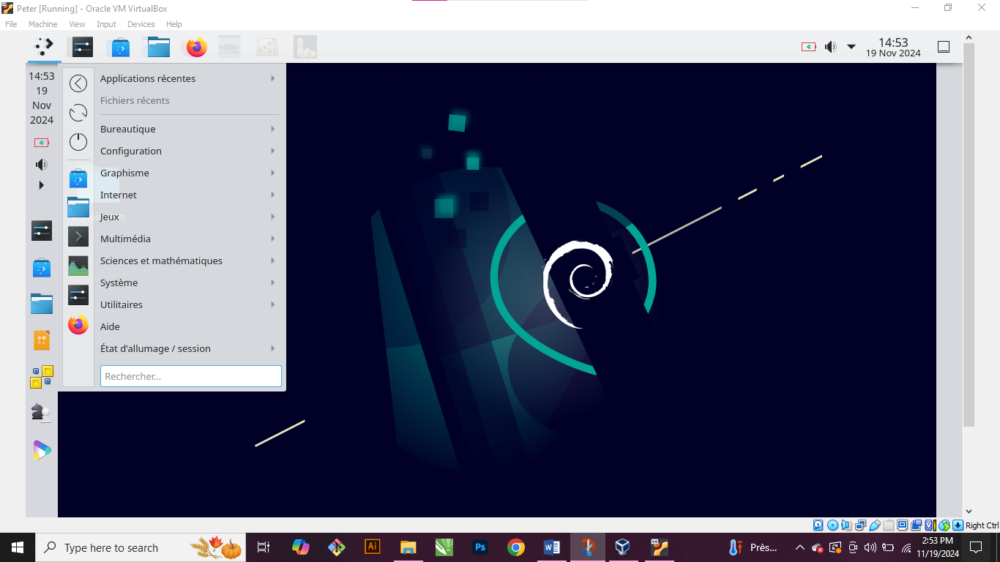 Peter [Running] - Oracle VM VirtualBox
File Machine View Input Devices Help
14:53
19 Nov 2024
14:53
19
Nov
2024
Applications récentes
Fichiers récents
Bureautique
Configuration
Graphisme
Internet
Jeux
Multimédia
Sciences et mathématiques
Système
Utilitaires
Aide
État d'allumage / session
Rechercher...
Right Ctrl
Type here to search
Ai
Ps
W
Près...
2:53 PM
11/19/2024